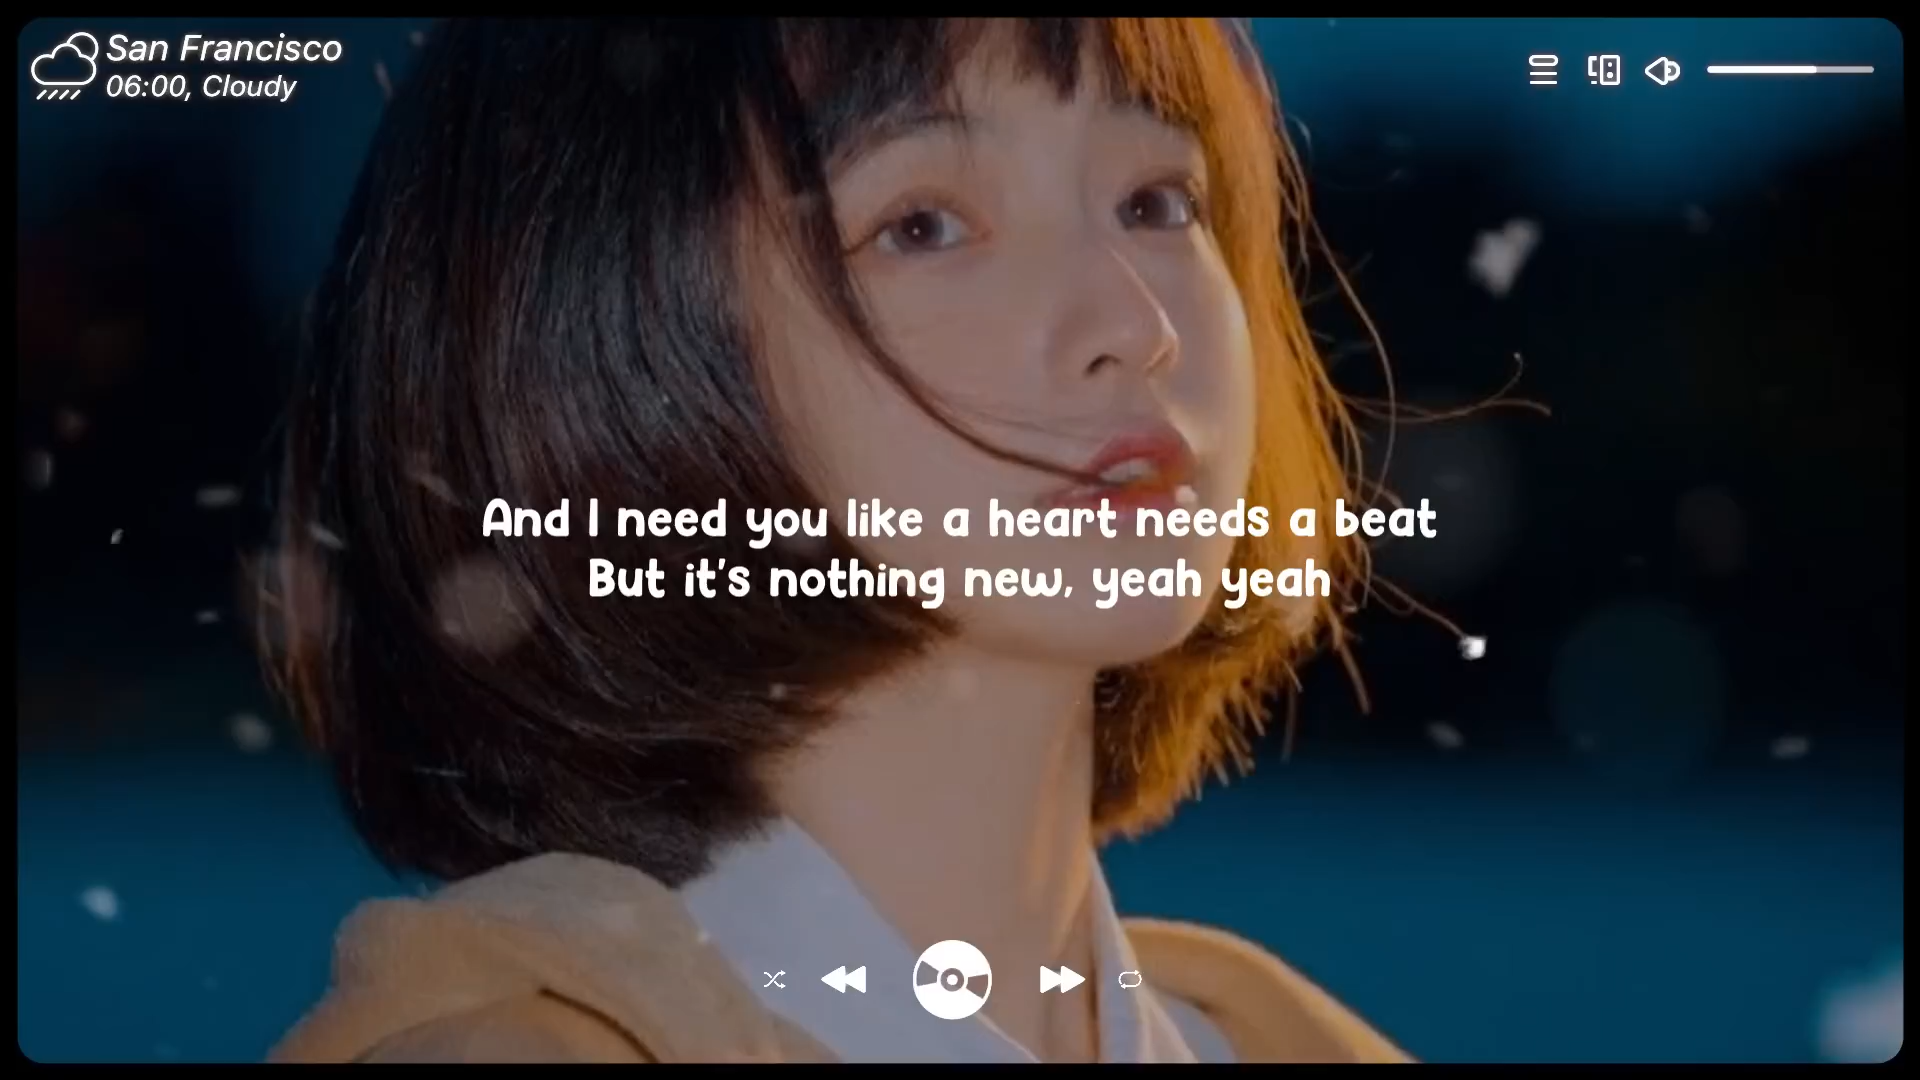 San Francisco
06:00, Cloudy
And I need you like a heart needs a beat
But it's nothing new, yeah yeah